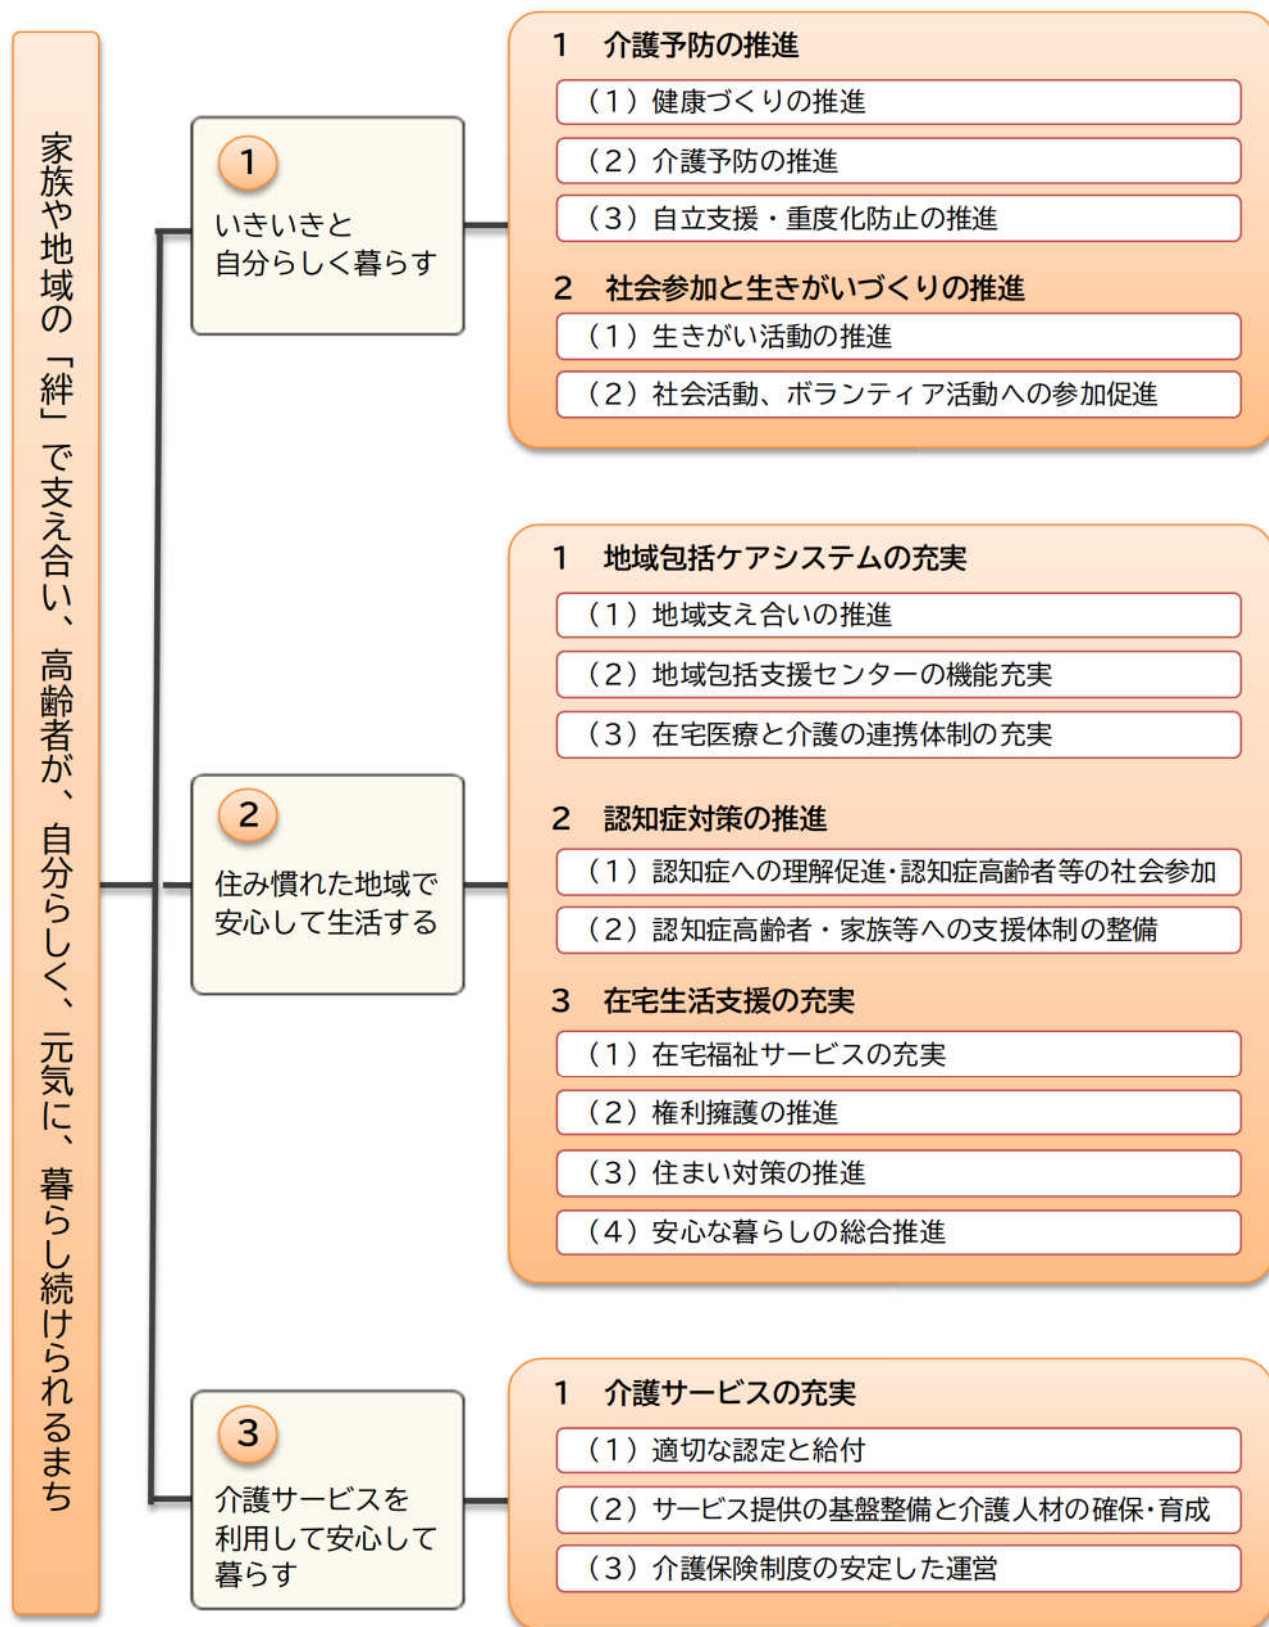 家族や地域の「絆」で支え合い、高齢者が、自分らしく、元気に、暮らし続けられるまち
1
いきいきと
自分らしく暮らす
1　介護予防の推進
（1）健康づくりの推進
（2）介護予防の推進
（3）自立支援・重度化防止の推進
2　社会参加と生きがいづくりの推進
（1）生きがい活動の推進
（2）社会活動、ボランティア活動への参加促進
2
住み慣れた地域で
安心して生活する
1　地域包括ケアシステムの充実
（1）地域支え合いの推進
（2）地域包括支援センターの機能充実
（3）在宅医療と介護の連携体制の充実
2　認知症対策の推進
（1）認知症への理解促進・認知症高齢者等の社会参加
（2）認知症高齢者・家族等への支援体制の整備
3　在宅生活支援の充実
（1）在宅福祉サービスの充実
（2）権利擁護の推進
（3）住まい対策の推進
（4）安心な暮らしの総合推進
3
介護サービスを
利用して安心して
暮らす
1　介護サービスの充実
（1）適切な認定と給付
（2）サービス提供の基盤整備と介護人材の確保・育成
（3）介護保険制度の安定した運営